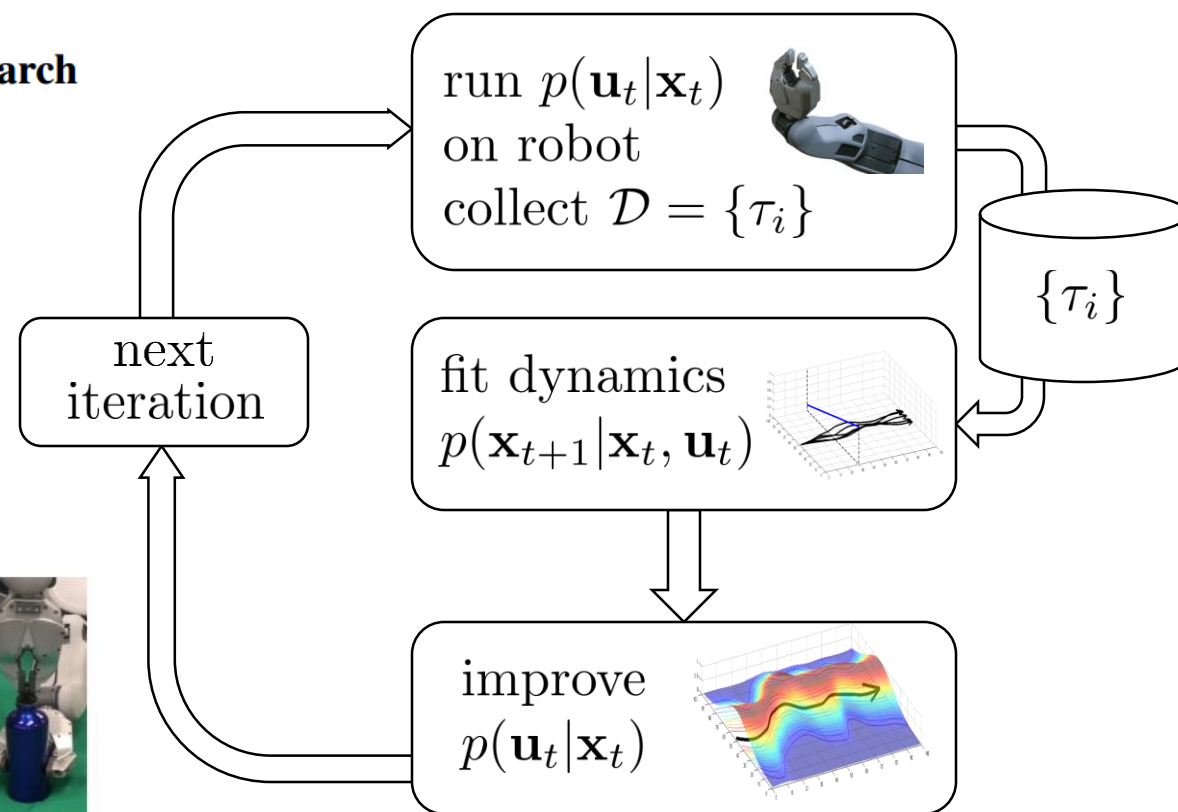 arch
run p(u_t|x_t)
on robot
collect 𝒟 = {τ_i}
{τ_i}
next
iteration
fit dynamics
p(x_{t+1}|x_t, u_t)
improve
p(u_t|x_t)